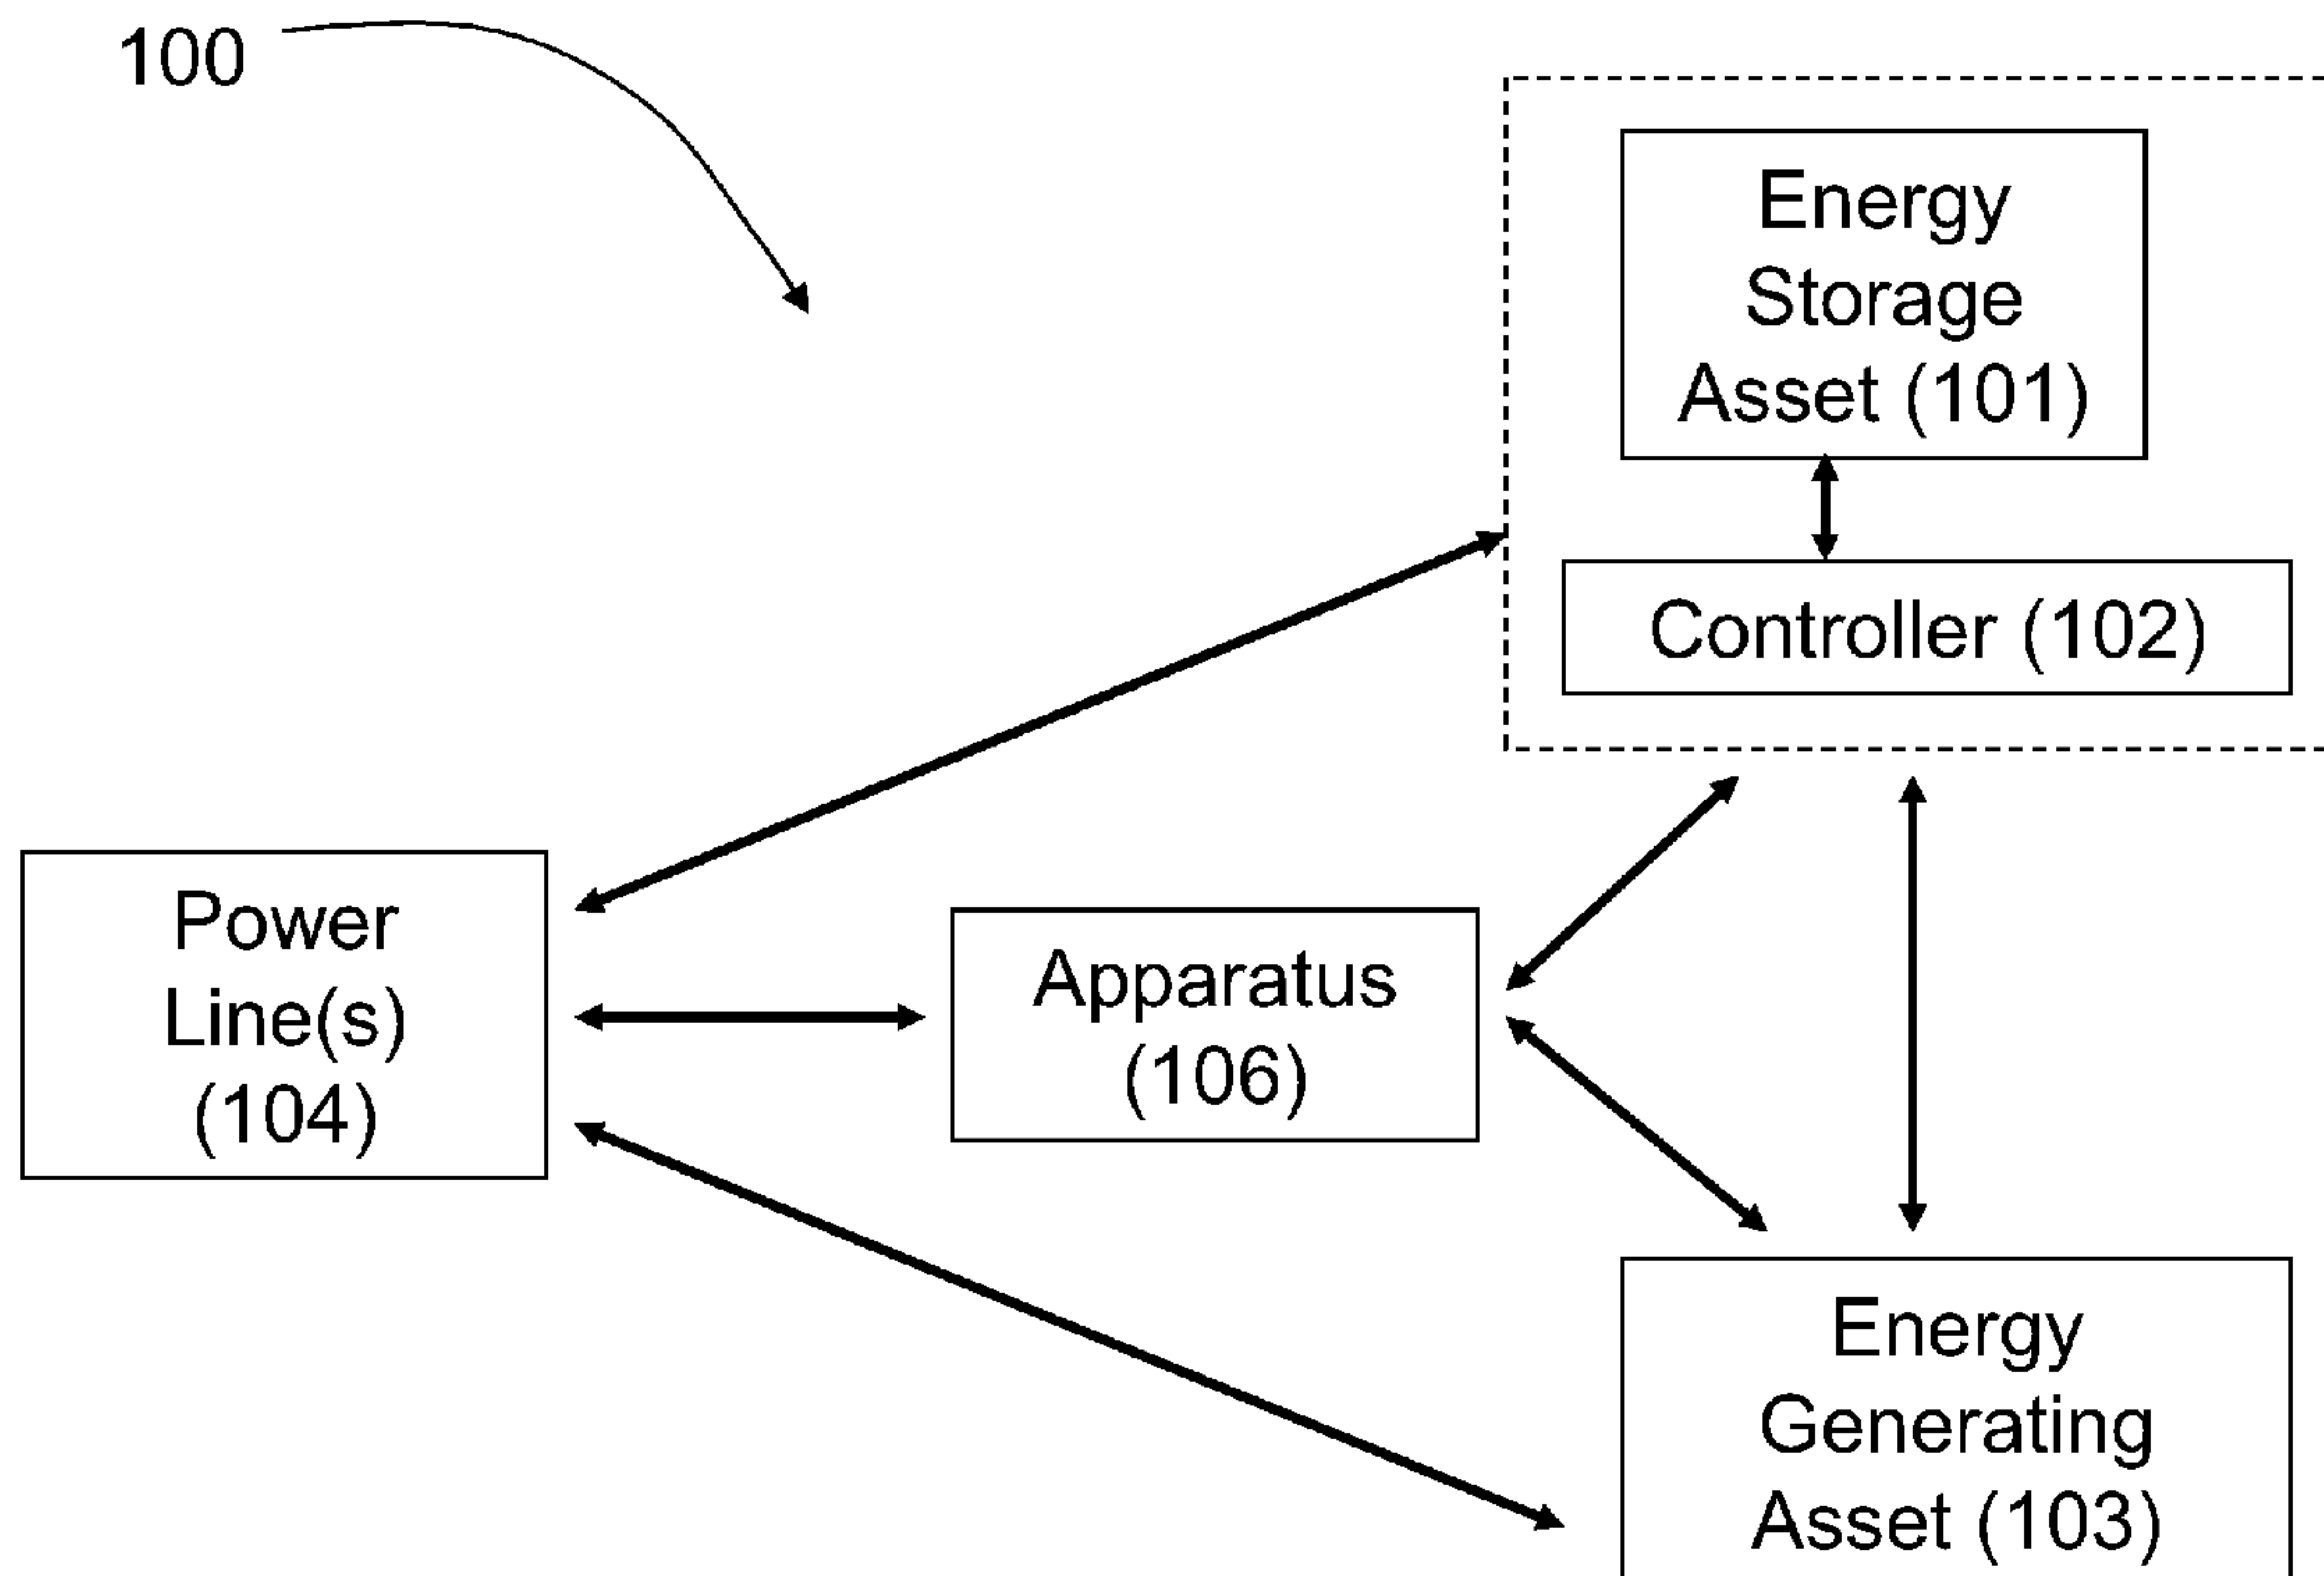 100
Energy
Storage
Asset (101)
Controller (102)
Power
Line(s)
(104)
Apparatus
(106)
Energy
Generating
Asset (103)